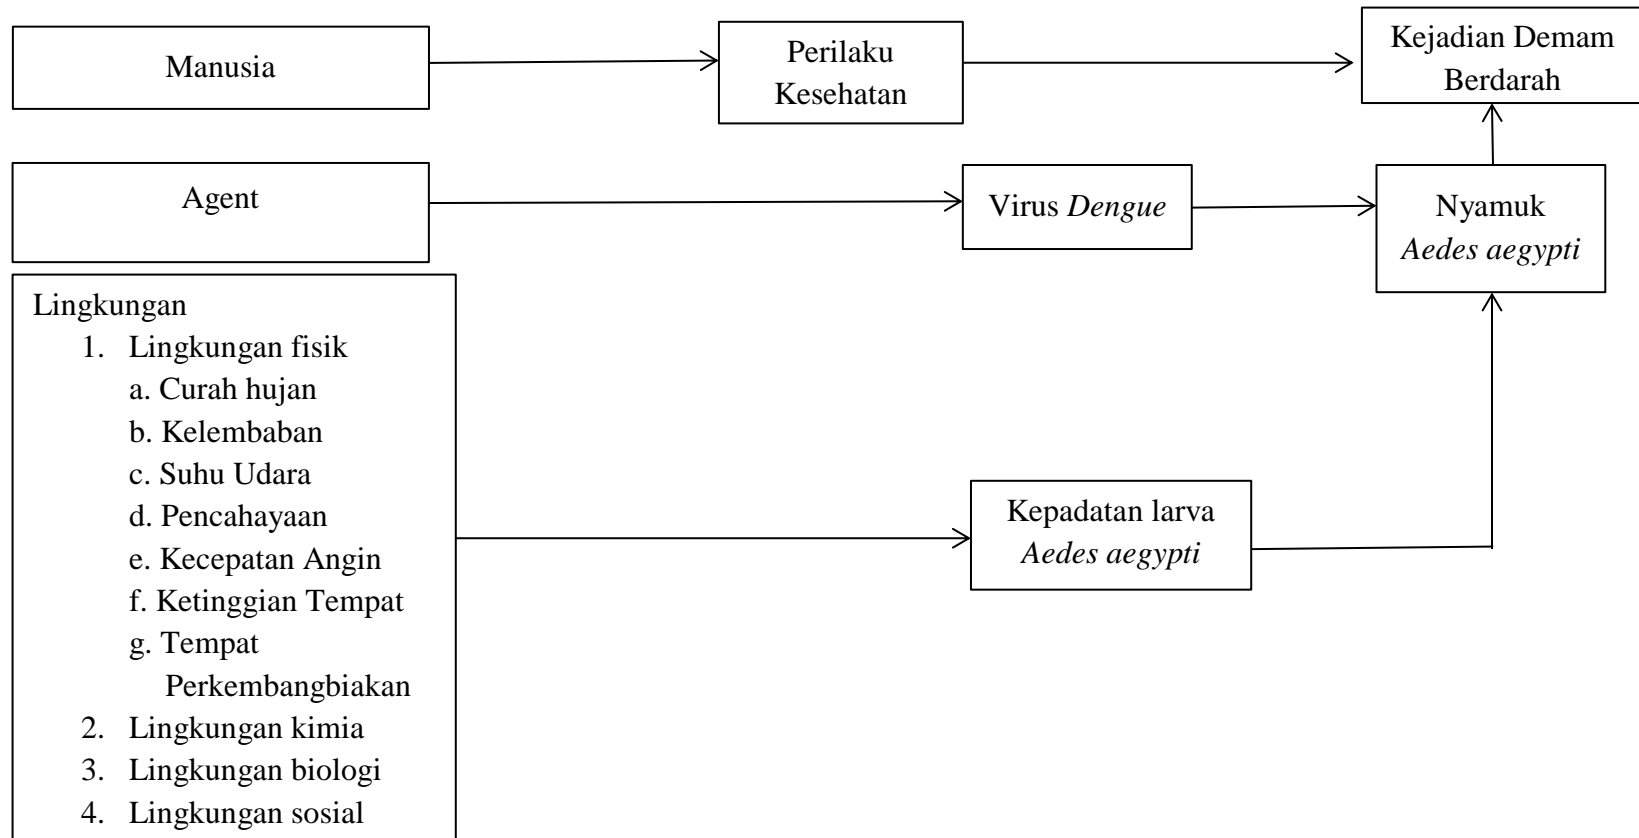 Manusia
Perilaku
Kesehatan
Kejadian Demam
Berdarah
Agent
Virus Dengue
Nyamuk
Aedes aegypti
Lingkungan
1. Lingkungan fisik
a. Curah hujan
b. Kelembaban
c. Suhu Udara
d. Pencahayaan
e. Kecepatan Angin
f. Ketinggian Tempat
g. Tempat
Perkembangbiakan
2. Lingkungan kimia
3. Lingkungan biologi
4. Lingkungan sosial
Kepadatan larva
Aedes aegypti